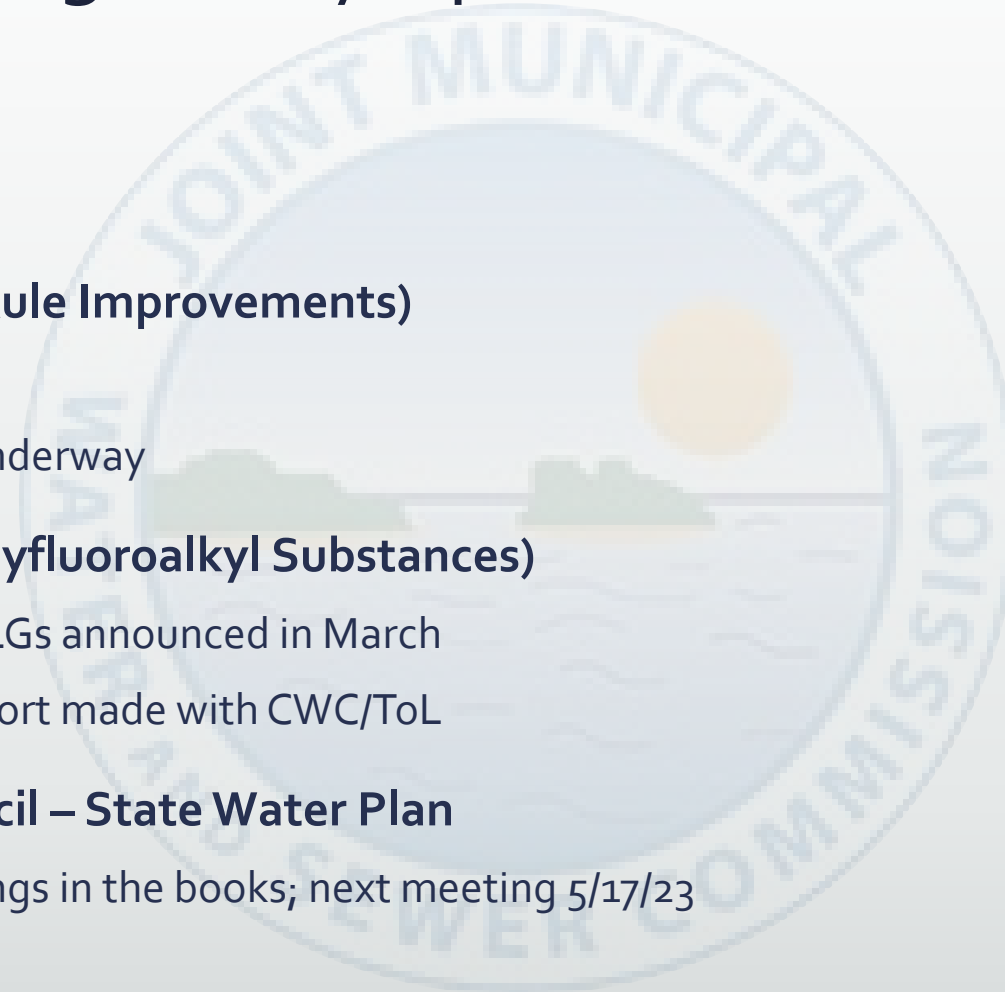 JOINT MUNICIPAL
WATER AND SEWER COMMISSION
ule Improvements)
nderway
yfluoroalkyl Substances)
LGs announced in March
ort made with CWC/ToL
cil – State Water Plan
ngs in the books; next meeting 5/17/23